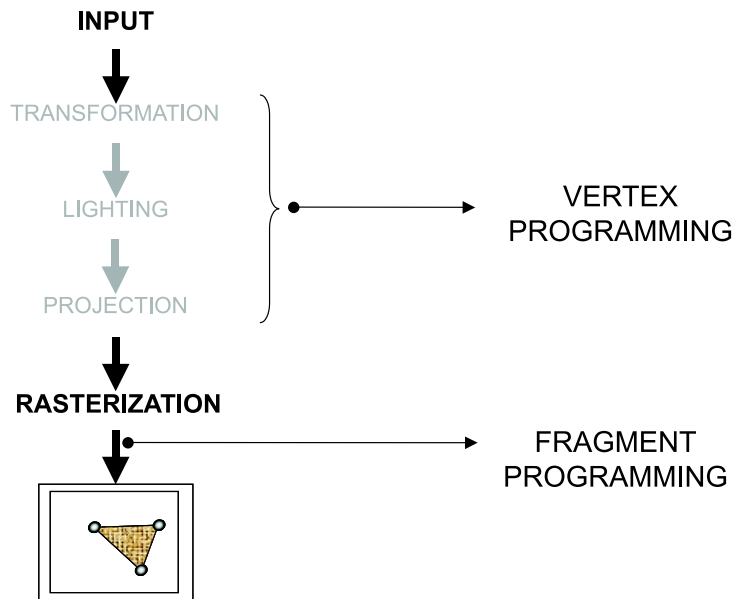 INPUT
TRANSFORMATION
LIGHTING
PROJECTION
VERTEX
PROGRAMMING
RASTERIZATION
FRAGMENT
PROGRAMMING